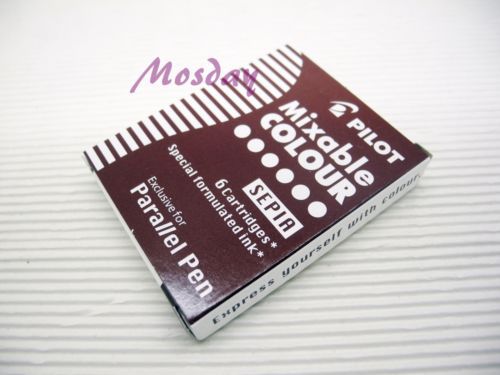 Mosday
PILOT
Mixable
COLOUR
SEPIA
6 Cartridges*
Special formulated ink*
Exclusive for
Parallel Pen
Express yourself with colour.